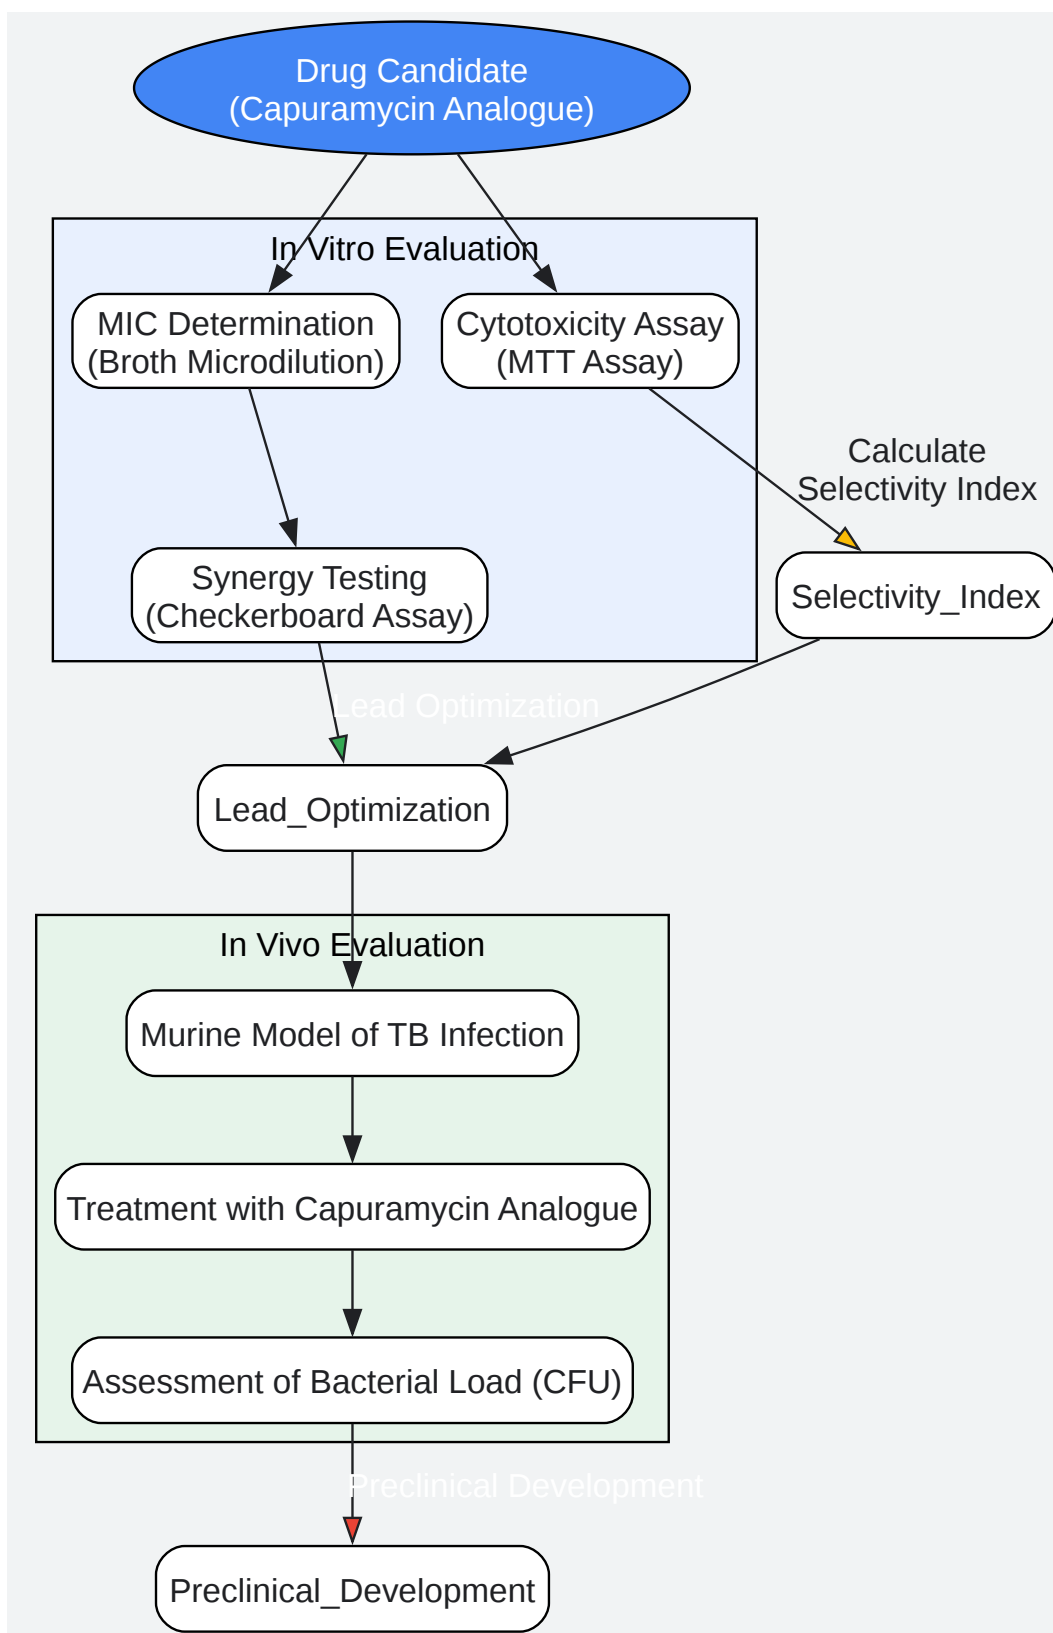 Drug Candidate
(Capuramycin Analogue)
In Vitro Evaluation
MIC Determination
(Broth Microdilution)
Cytotoxicity Assay
(MTT Assay)
Calculate
Selectivity Index
Synergy Testing
(Checkerboard Assay)
Selectivity_Index
Lead Optimization
Lead_Optimization
In Vivo Evaluation
Murine Model of TB Infection
Treatment with Capuramycin Analogue
Assessment of Bacterial Load (CFU)
Preclinical Development
Preclinical_Development